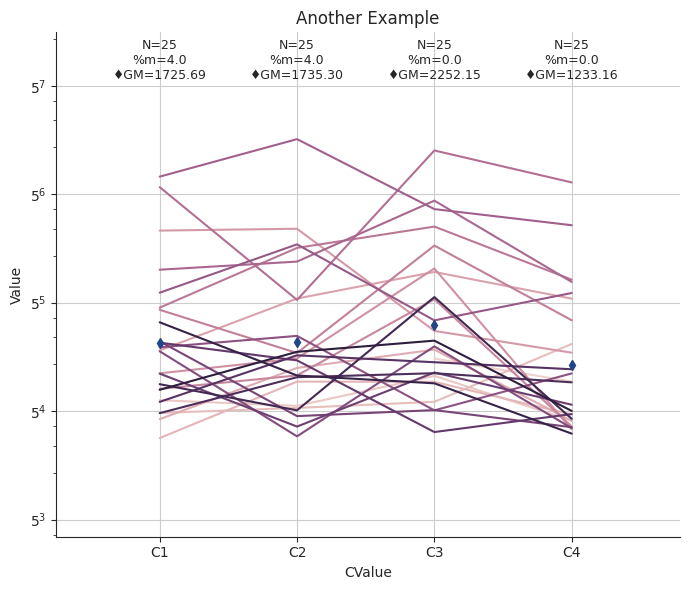 Another Example
N=25 N=25 N=25 N=25
%m=4.0 %m=4.0 %m=0.0 %m=0.0
♦GM=1725.69 ♦GM=1735.30 ♦GM=2252.15 ♦GM=1233.16
5⁷
5⁶
5⁵
5⁴
5³
Value
C1 C2 C3 C4
CValue